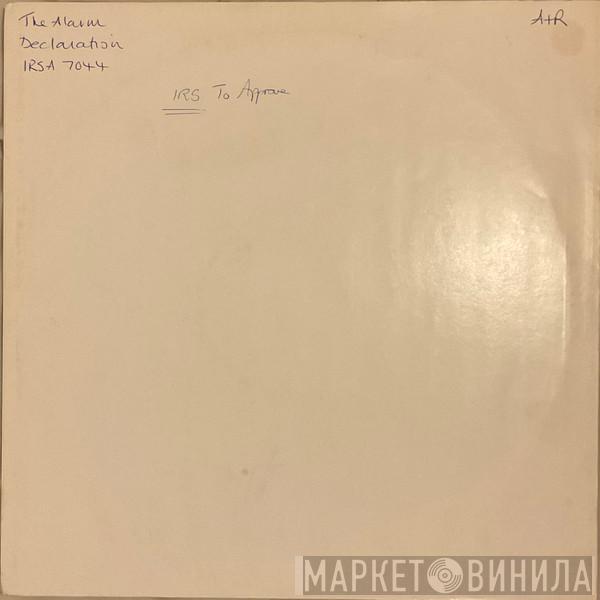 The Alarm
Declaration
IRSA 7044
A+R
IRS To Approve
МАРКЕТ ВИНИЛА